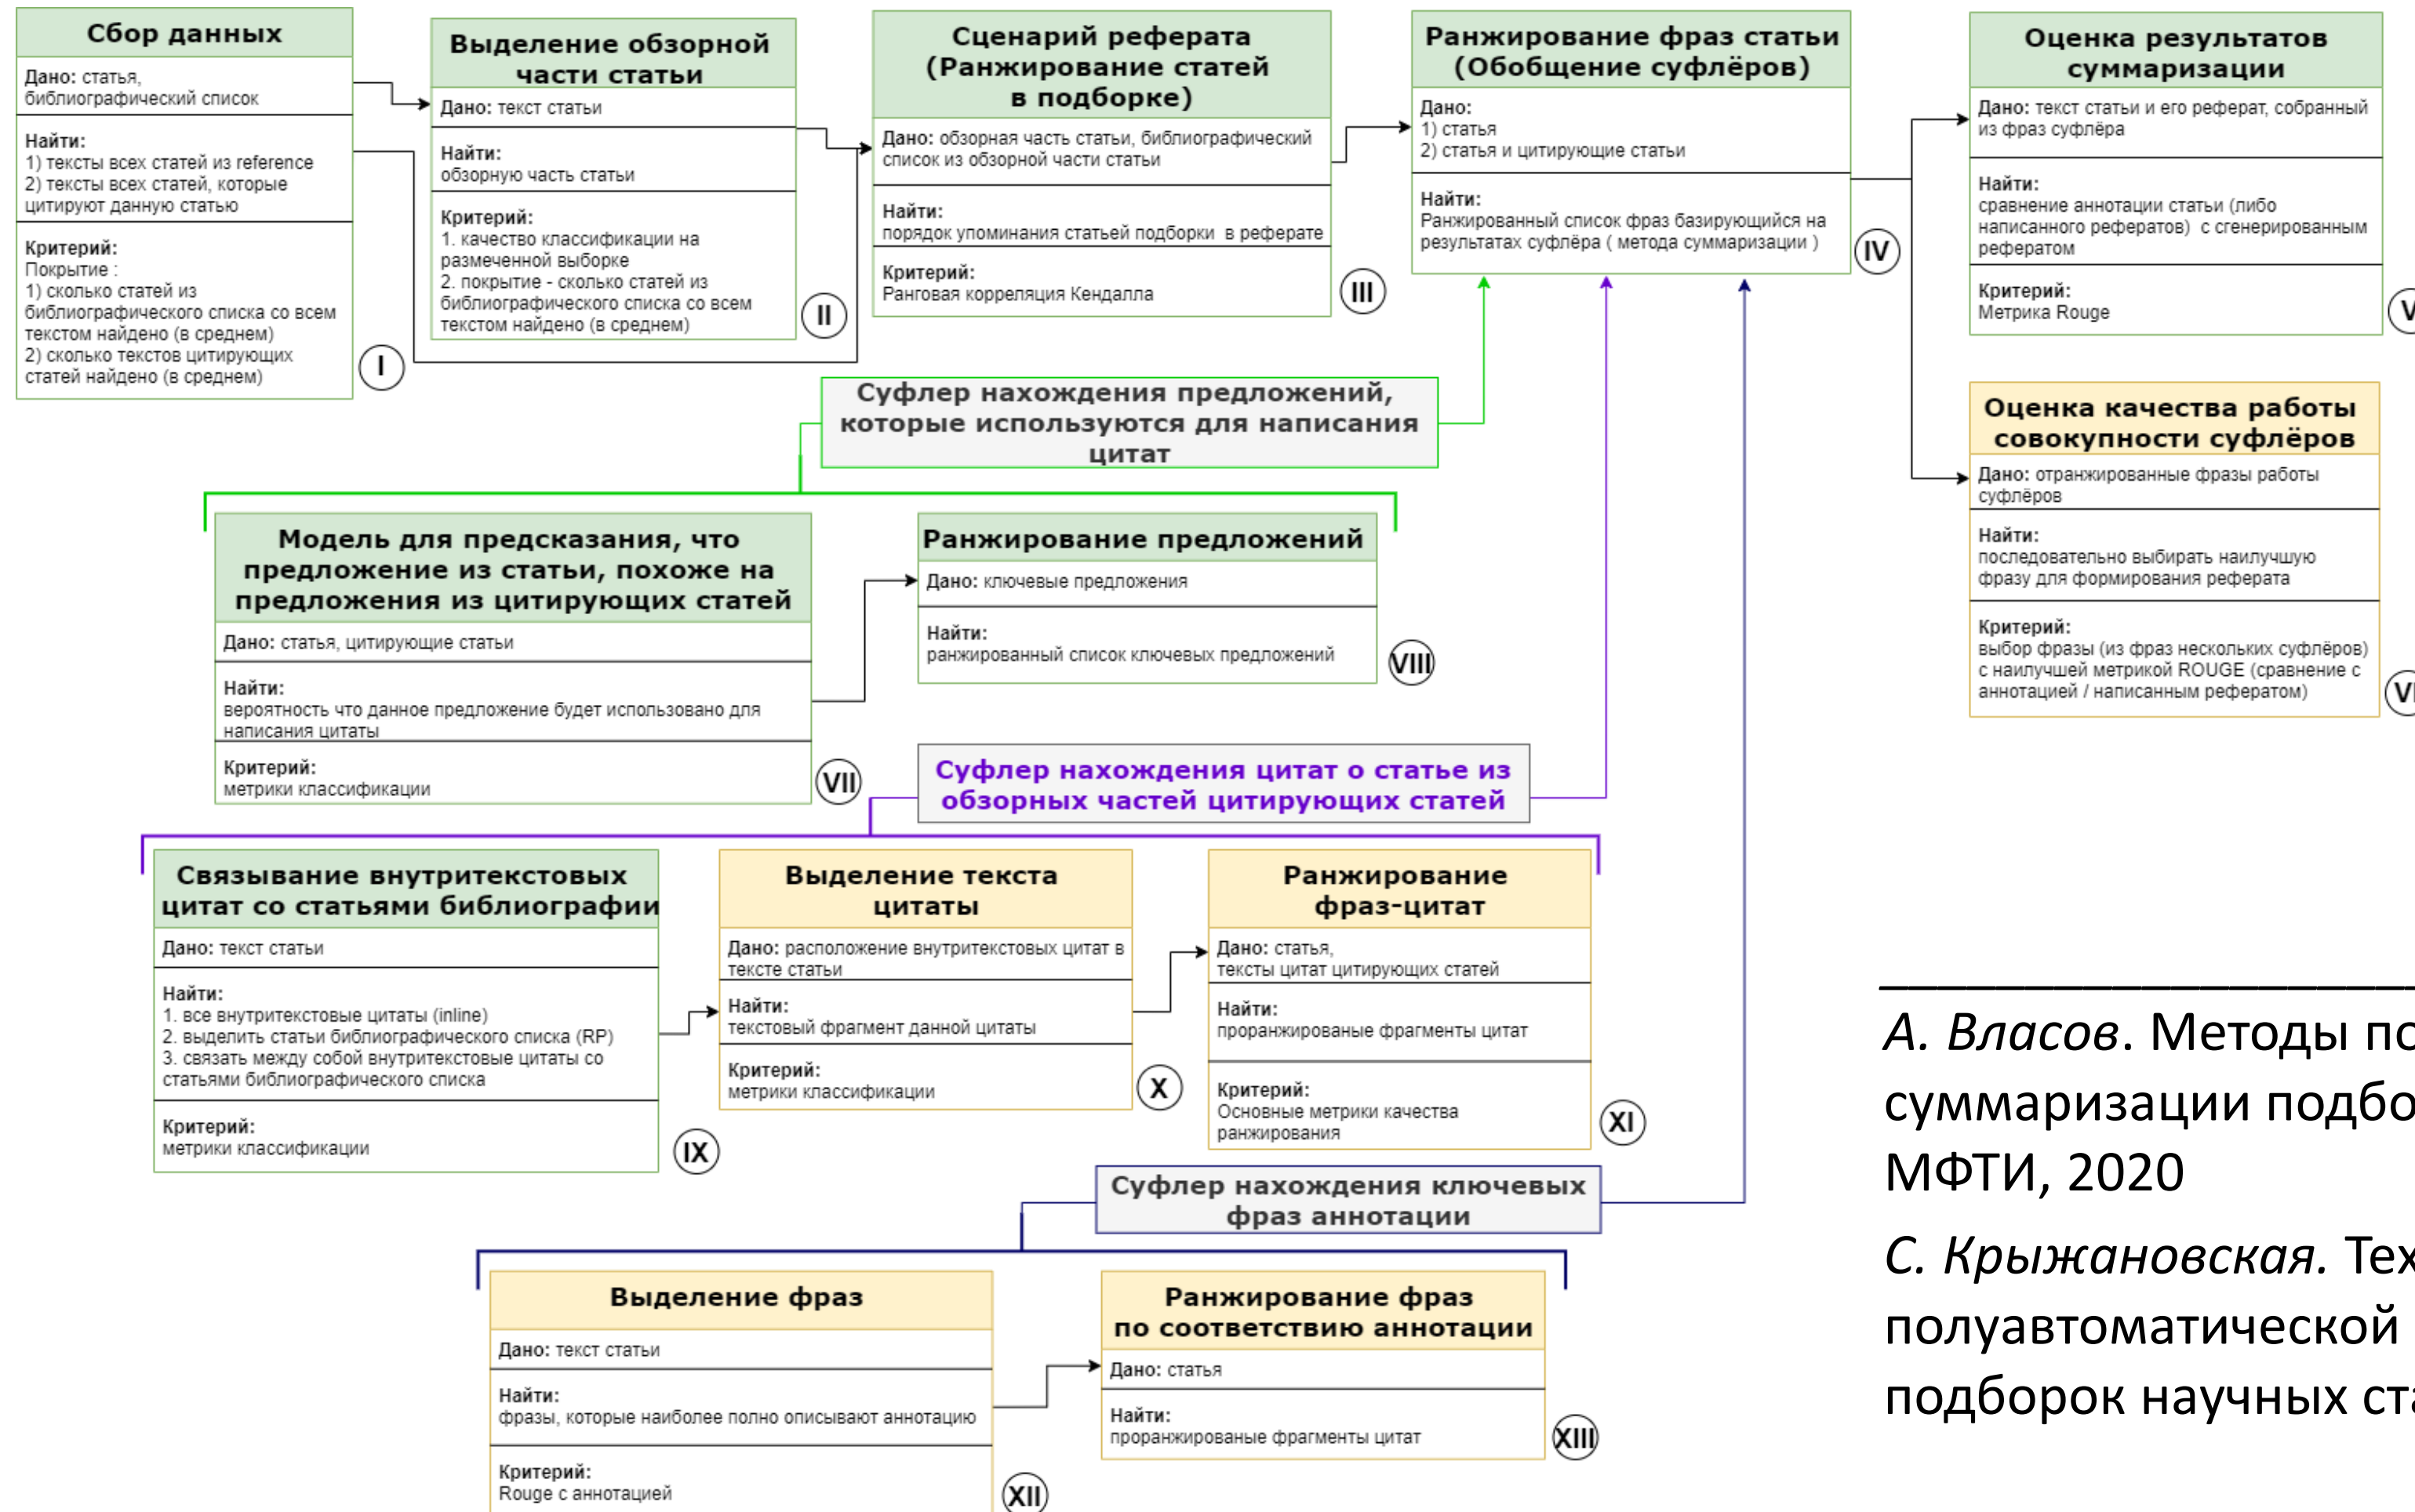 Сбор данных
Дано: статья,
библиографический список
Найти:
1) тексты всех статей из reference
2) тексты всех статей, которые
цитируют данную статью
Критерий:
Покрытие :
1) сколько статей из
библиографического списка со всем
текстом найдено (в среднем)
2) сколько текстов цитирующих
статей найдено (в среднем)
I
Выделение обзорной
части статьи
Дано: текст статьи
Найти:
обзорную часть статьи
Критерий:
1. качество классификации на
размеченной выборке
2. покрытие - сколько статей из
библиографического списка со всем
текстом найдено (в среднем)
II
Сценарий реферата
(Ранжирование статей
в подборке)
Дано: обзорная часть статьи, библиографический
список из обзорной части статьи
Найти:
порядок упоминания статьей подборки в реферате
Критерий:
Ранговая корреляция Кендалла
III
Ранжирование фраз статьи
(Обобщение суфлёров)
Дано:
1) статья
2) статья и цитирующие статьи
Найти:
Ранжированный список фраз базирующийся на
результатах суфлёра ( метода суммаризации )
IV
Оценка результатов
суммаризации
Дано: текст статьи и его реферат, собранный
из фраз суфлёра
Найти:
сравнение аннотации статьи (либо
написанного рефератов) с сгенерированным
рефератом
Критерий:
Метрика Rouge
V
Оценка качества работы
совокупности суфлёров
Дано: отранжированные фразы работы
суфлёров
Найти:
последовательно выбирать наилучшую
фразу для формирования реферата
Критерий:
выбор фразы (из фраз нескольких суфлёров)
с наилучшей метрикой ROUGE (сравнение с
аннотацией / написанным рефератом)
Суфлер нахождения предложений,
которые используются для написания
цитат
Модель для предсказания, что
предложение из статьи, похоже на
предложения из цитирующих статей
Дано: статья, цитирующие статьи
Найти:
вероятность что данное предложение будет использовано для
написания цитаты
Критерий:
метрики классификации
VII
Ранжирование предложений
Дано: ключевые предложения
Найти:
ранжированный список ключевых предложений
VIII
Суфлер нахождения цитат о статье из
обзорных частей цитирующих статей
Связывание внутритекстовых
цитат со статьями библиографии
Дано: текст статьи
Найти:
1. все внутритекстовые цитаты (inline)
2. выделить статьи библиографического списка (RP)
3. связать между собой внутритекстовые цитаты со
статьями библиографического списка
Критерий:
метрики классификации
IX
Выделение текста
цитаты
Дано: расположение внутритекстовых цитат в
тексте статьи
Найти:
текстовый фрагмент данной цитаты
Критерий:
метрики классификации
X
Ранжирование
фраз-цитат
Дано: статья,
тексты цитат цитирующих статей
Найти:
проранжированые фрагменты цитат
Критерий:
Основные метрики качества
ранжирования
XI
Суфлер нахождения ключевых
фраз аннотации
Выделение фраз
Дано: текст статьи
Найти:
фразы, которые наиболее полно описывают аннотацию
Критерий:
Rouge с аннотацией
XII
Ранжирование фраз
по соответствию аннотации
Дано: статья
Найти:
проранжированые фрагменты цитат
XIII
А. Власов. Методы
суммаризации
МФТИ, 2020
С. Крыжановская.
полуавтоматической
подборок научных